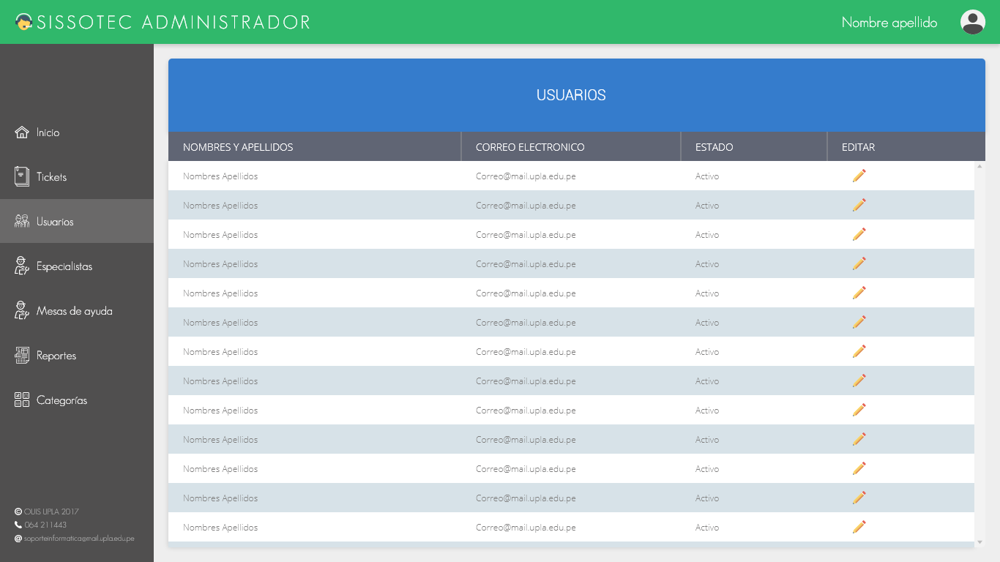 SISSOTEC ADMINISTRADOR
Nombre apellido
Inicio
Tickets
Usuarios
Especialistas
Mesas de ayuda
Reportes
Categorías
© OUIS UPLA 2017
064 211443
soporteinformatica@mail.upla.edu.pe
USUARIOS
NOMBRES Y APELLIDOS CORREO ELECTRONICO ESTADO EDITAR
Nombres Apellidos Correo@mail.upla.edu.pe Activo
Nombres Apellidos Correo@mail.upla.edu.pe Activo
Nombres Apellidos Correo@mail.upla.edu.pe Activo
Nombres Apellidos Correo@mail.upla.edu.pe Activo
Nombres Apellidos Correo@mail.upla.edu.pe Activo
Nombres Apellidos Correo@mail.upla.edu.pe Activo
Nombres Apellidos Correo@mail.upla.edu.pe Activo
Nombres Apellidos Correo@mail.upla.edu.pe Activo
Nombres Apellidos Correo@mail.upla.edu.pe Activo
Nombres Apellidos Correo@mail.upla.edu.pe Activo
Nombres Apellidos Correo@mail.upla.edu.pe Activo
Nombres Apellidos Correo@mail.upla.edu.pe Activo
Nombres Apellidos Correo@mail.upla.edu.pe Activo